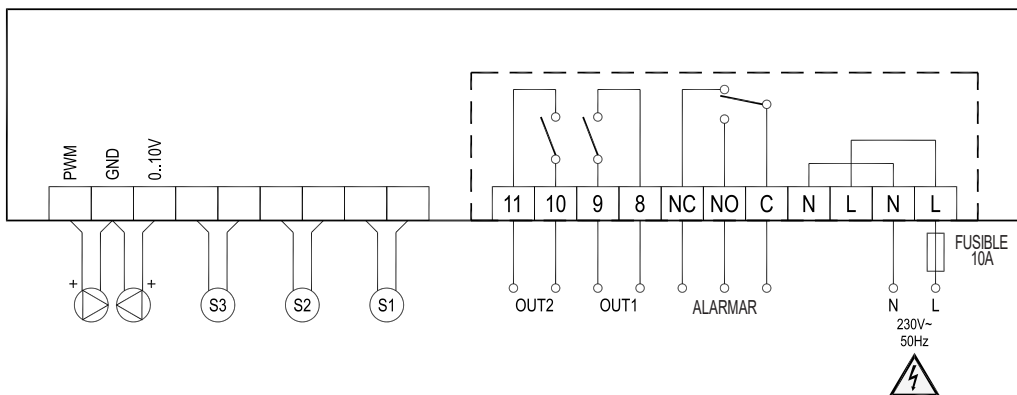 PWM
GND
0..10V
11 10 9 8 NC NO C N L N L
FUSIBLE
10A
+ + S3 S2 S1
OUT2 OUT1 ALARMAR N L
230V~
50Hz